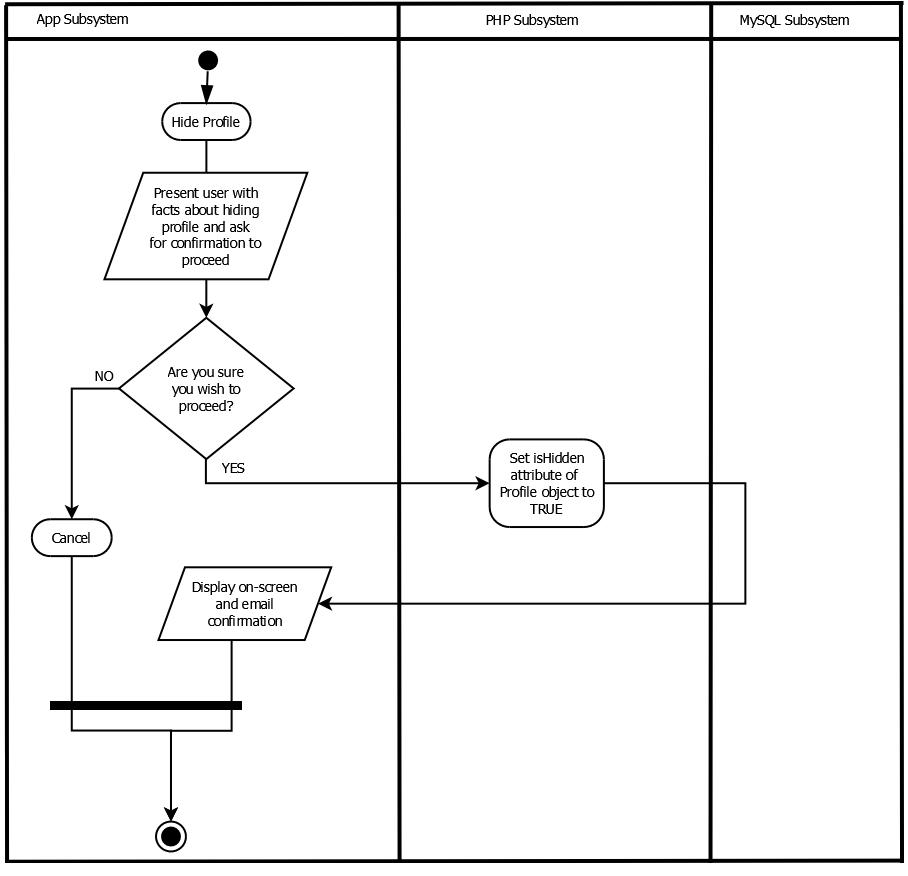 App Subsystem
PHP Subsystem
MySQL Subsystem
Hide Profile
Present user with
facts about hiding
profile and ask
for confirmation to
proceed
Are you sure
you wish to
proceed?
NO
YES
Set isHidden
attribute of
Profile object to
TRUE
Cancel
Display on-screen
and email
confirmation